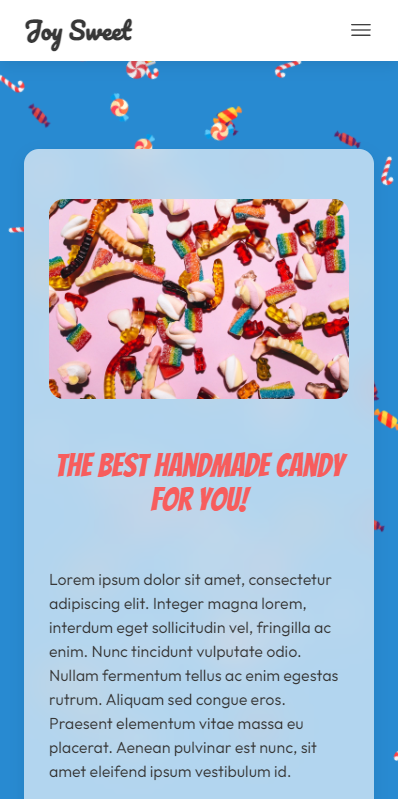 Joy Sweet
THE BEST HANDMADE CANDY
FOR YOU!
Lorem ipsum dolor sit amet, consectetur
adipiscing elit. Integer magna lorem,
interdum eget sollicitudin vel, fringilla ac
enim. Nunc tincidunt vulputate odio.
Nullam fermentum tellus ac enim egestas
rutrum. Aliquam sed congue eros.
Praesent elementum vitae massa eu
placerat. Aenean pulvinar est nunc, sit
amet eleifend ipsum vestibulum id.